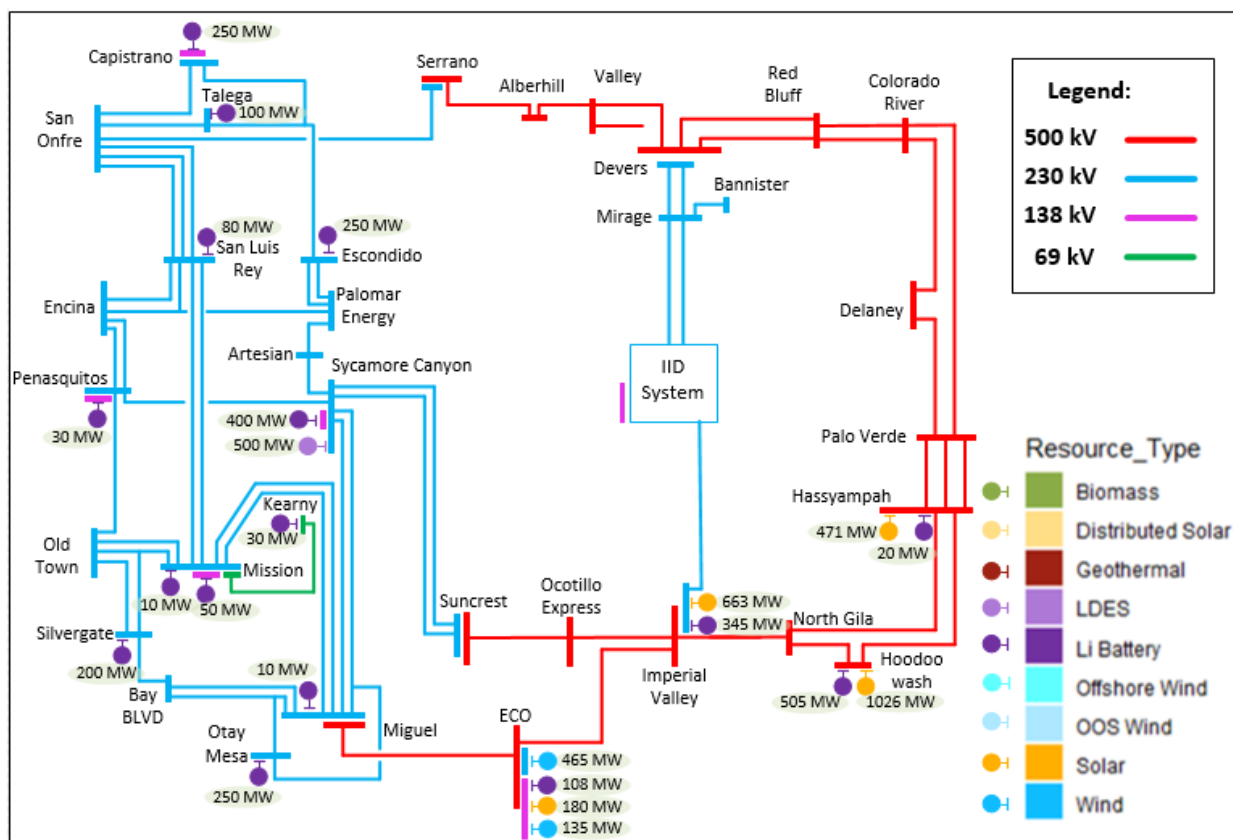 250 MW
Capistrano
Serrano
Alberhill
Valley
Red
Bluff
Colorado
River
Legend:
500 kV
230 kV
138 kV
69 kV
Talega
100 MW
San
Onfre
Devers
Bannister
Mirage
80 MW
San Luis
Rey
250 MW
Escondido
Encina
Palomar
Energy
Delaney
Artesian
Sycamore Canyon
IID
System
Penasquitos
30 MW
400 MW
500 MW
Palo Verde
Hassyampah
471 MW
20 MW
Resource_Type
Biomass
Distributed Solar
Geothermal
LDES
Li Battery
Offshore Wind
OOS Wind
Solar
Wind
Kearny
30 MW
Old
Town
Mission
10 MW
50 MW
Suncrest
Ocotillo
Express
663 MW
345 MW
North Gila
Silvergate
200 MW
10 MW
Imperial
Valley
Hoodoo
wash
505 MW
1026 MW
Bay
BLVD
Miguel
ECO
Otay
Mesa
250 MW
465 MW
108 MW
180 MW
135 MW